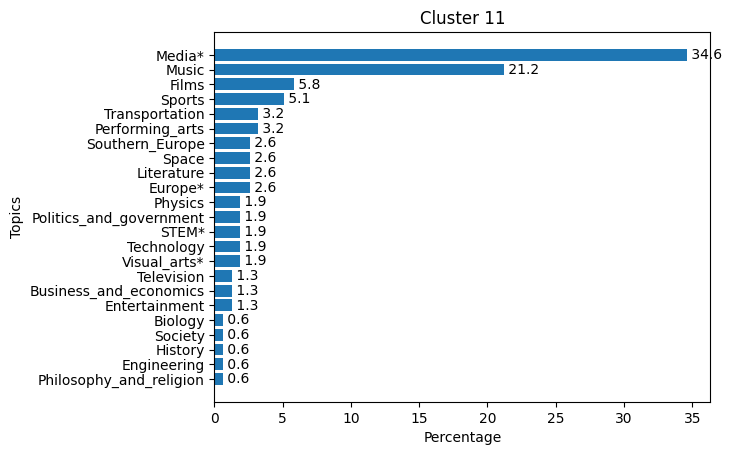 Cluster 11
Media* 34.6
Music 21.2
Films 5.8
Sports 5.1
Transportation 3.2
Performing_arts 3.2
Southern_Europe 2.6
Space 2.6
Literature 2.6
Europe* 2.6
Physics 1.9
Politics_and_government 1.9
STEM* 1.9
Technology 1.9
Visual_arts* 1.9
Television 1.3
Business_and_economics 1.3
Entertainment 1.3
Biology 0.6
Society 0.6
History 0.6
Engineering 0.6
Philosophy_and_religion 0.6
0 5 10 15 20 25 30 35
Percentage
Topics